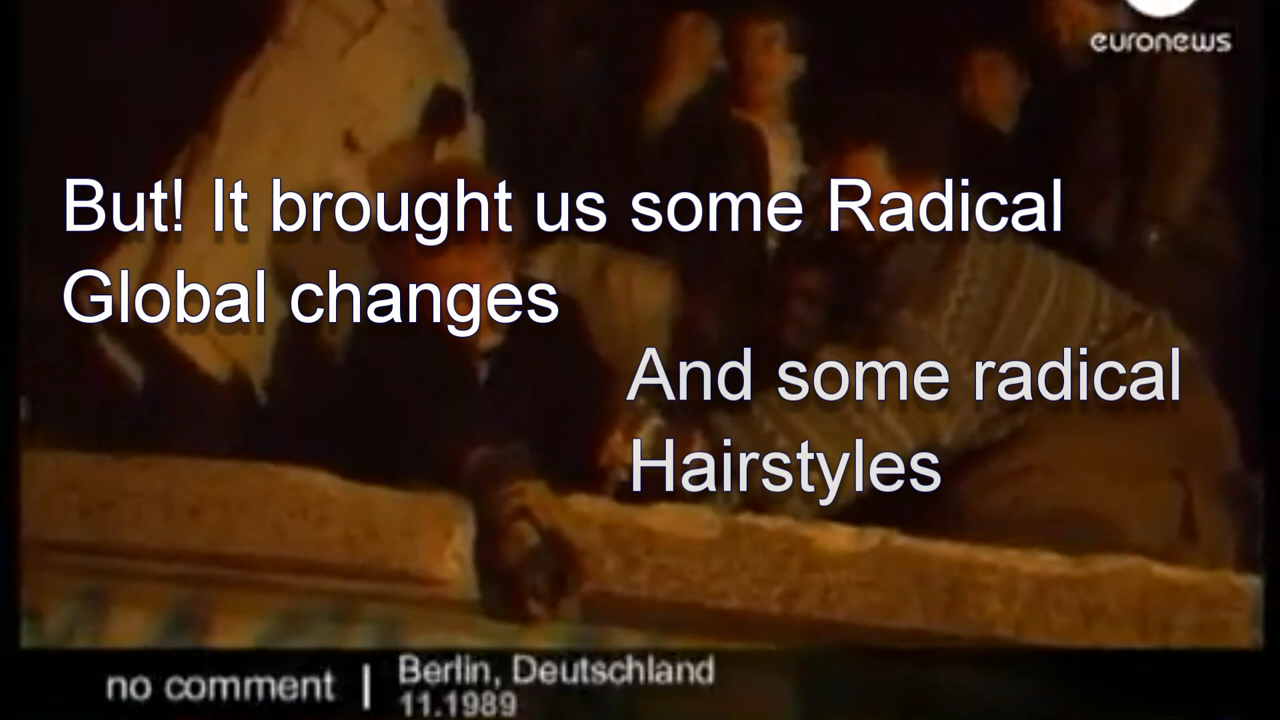 euronews
But! It brought us some Radical
Global changes
And some radical
Hairstyles
no comment | Berlin, Deutschland
11.1989